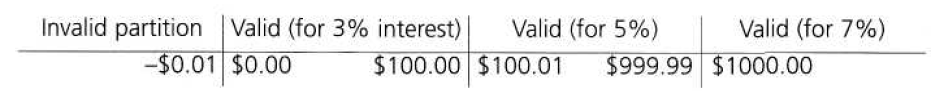 Invalid partition Valid (for 3% interest) Valid (for 5%) Valid (for 7%)
–$0.01 $0.00 $100.00 $100.01 $999.99 $1000.00